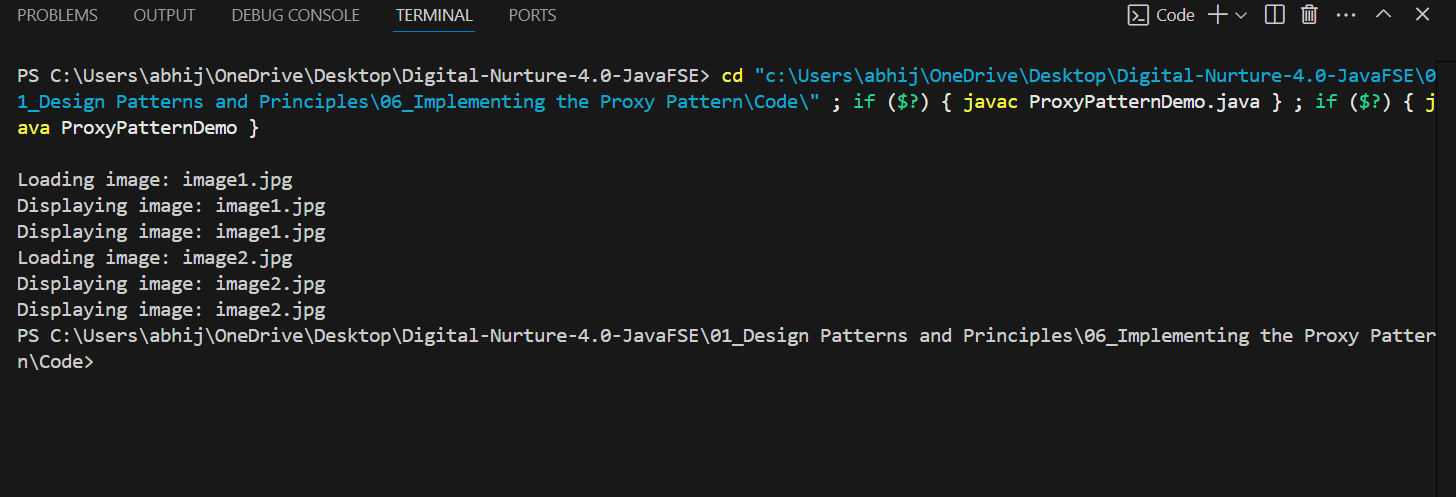 PROBLEMS OUTPUT DEBUG CONSOLE TERMINAL PORTS Code
PS C:\Users\abhij\OneDrive\Desktop\Digital-Nurture-4.0-JavaFSE> cd "c:\Users\abhij\OneDrive\Desktop\Digital-Nurture-4.0-JavaFSE\0
1_Design Patterns and Principles\06_Implementing the Proxy Pattern\Code\" ; if ($?) { javac ProxyPatternDemo.java } ; if ($?) { j
ava ProxyPatternDemo }
Loading image: image1.jpg
Displaying image: image1.jpg
Displaying image: image1.jpg
Loading image: image2.jpg
Displaying image: image2.jpg
Displaying image: image2.jpg
PS C:\Users\abhij\OneDrive\Desktop\Digital-Nurture-4.0-JavaFSE\01_Design Patterns and Principles\06_Implementing the Proxy Patter
n\Code>